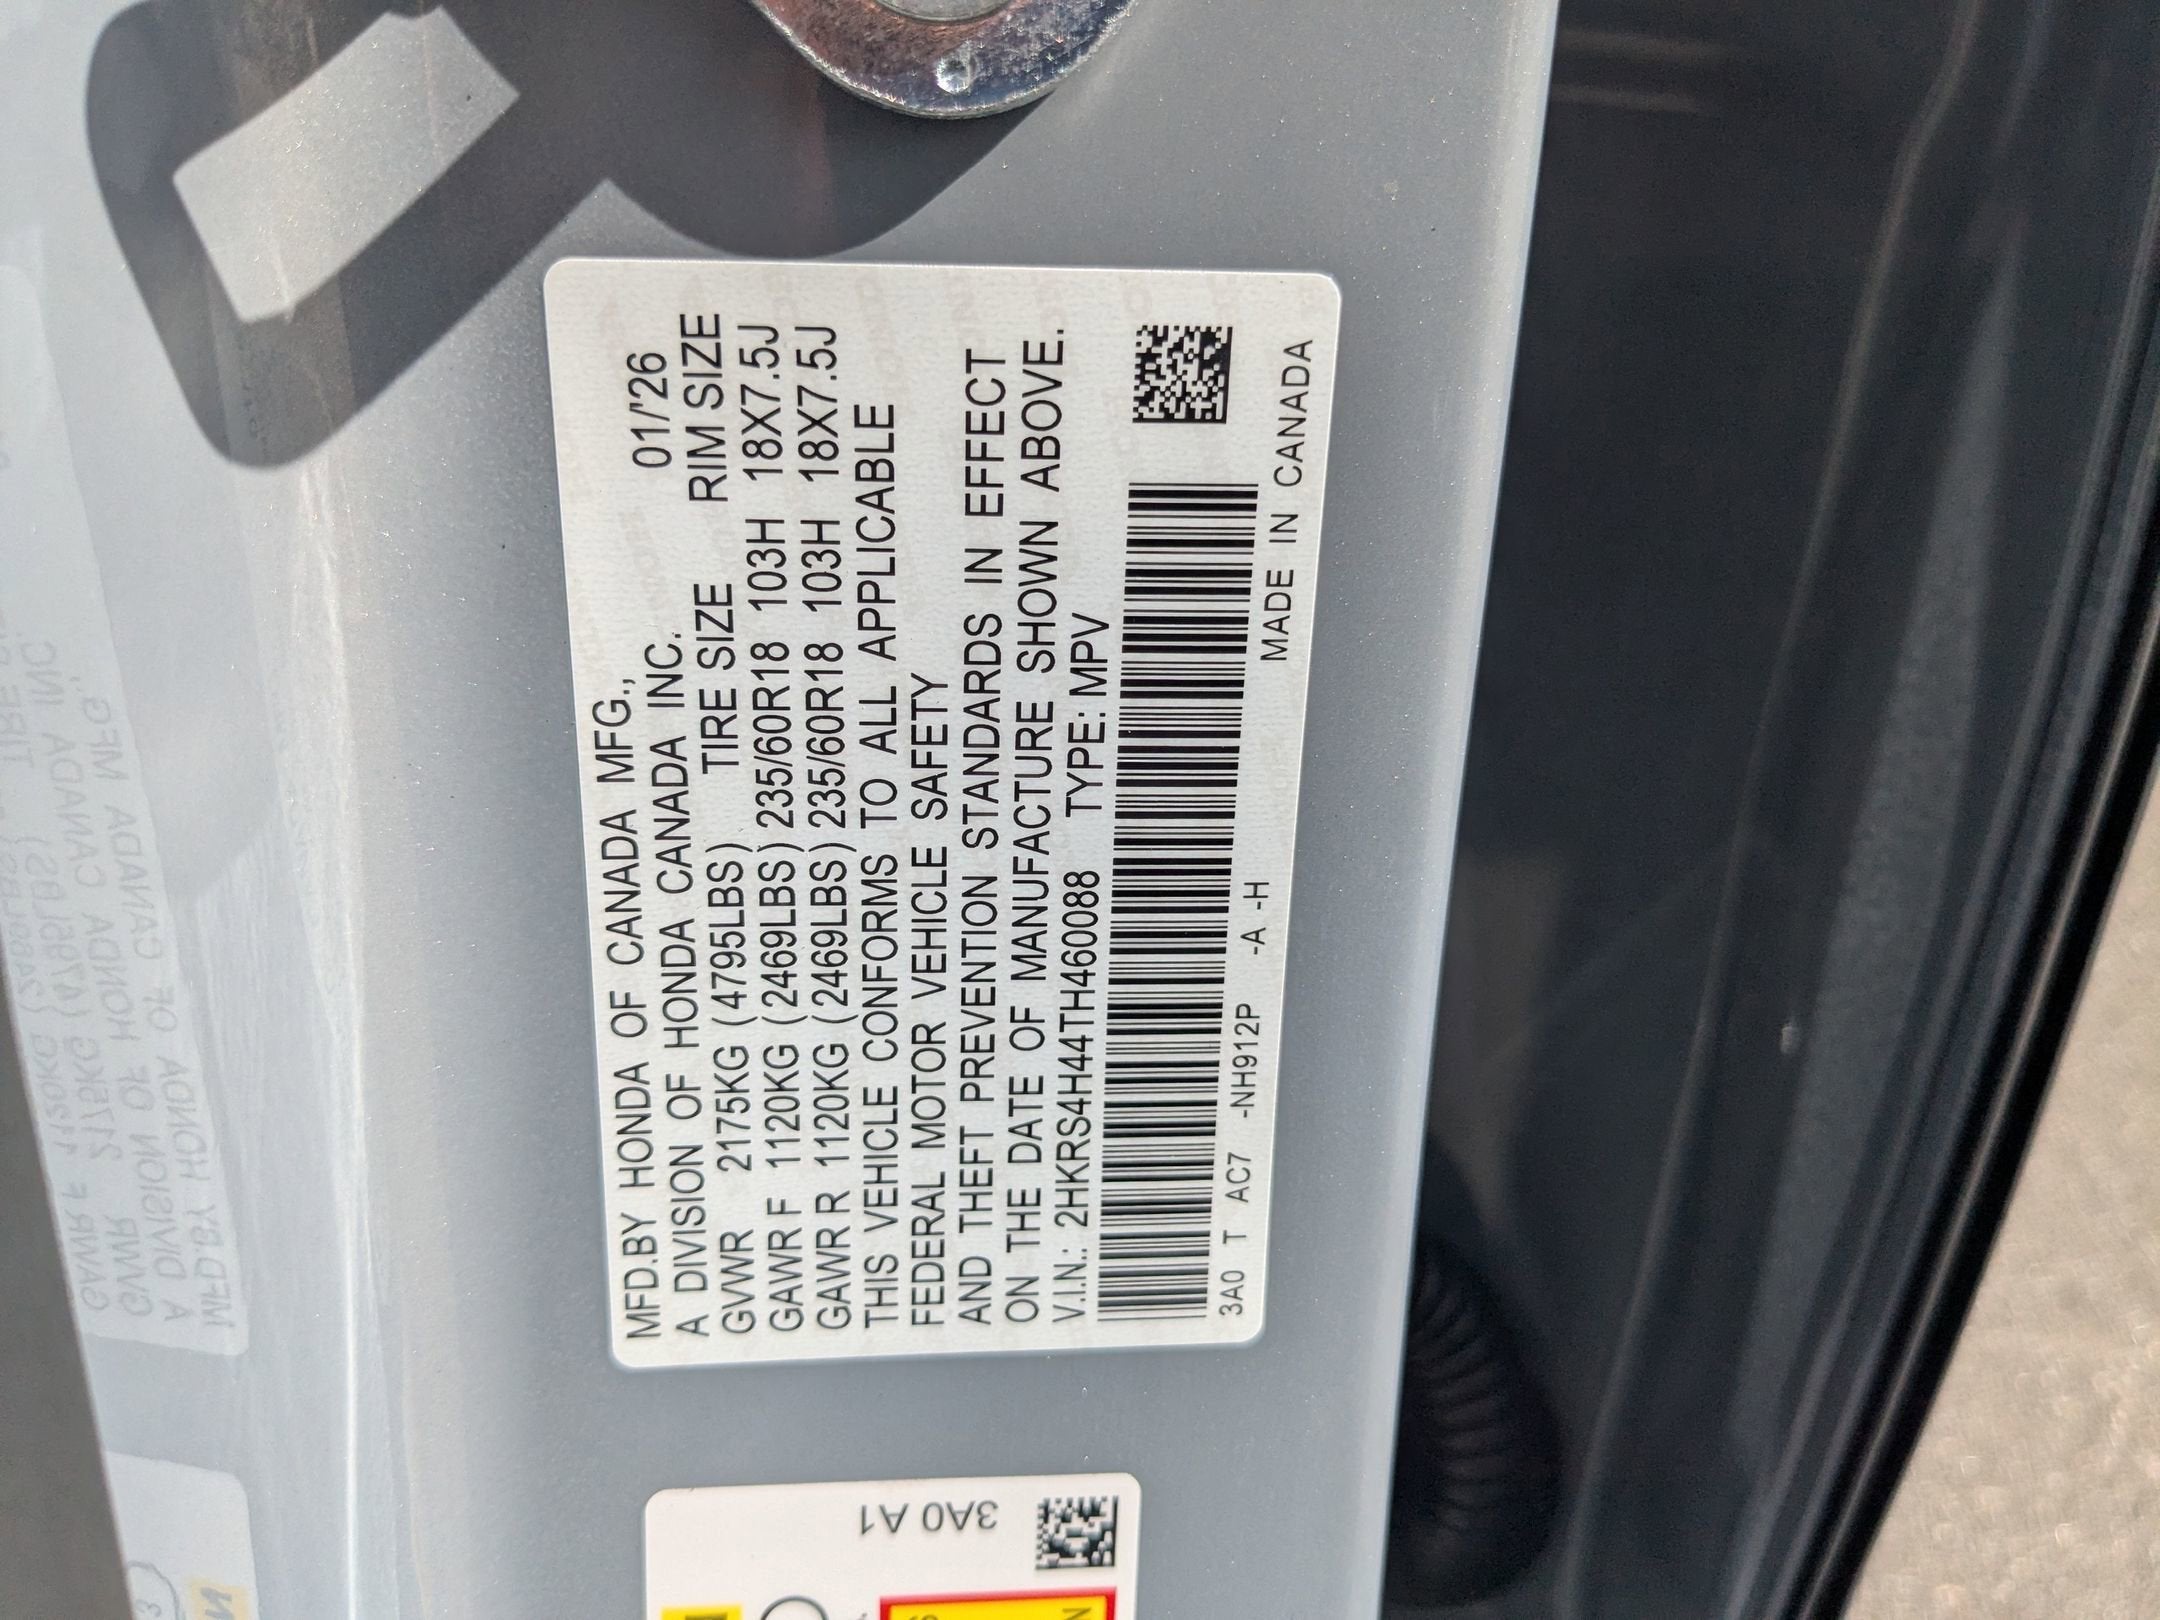 MFD.BY HONDA OF CANADA MFG.,
A DIVISION OF HONDA CANADA INC. 01/'26
GVWR 2175KG (4795LBS) TIRE SIZE RIM SIZE
GAWR F 1120KG (2469LBS) 235/60R18 103H 18X7.5J
GAWR R 1120KG (2469LBS) 235/60R18 103H 18X7.5J
THIS VEHICLE CONFORMS TO ALL APPLICABLE
FEDERAL MOTOR VEHICLE SAFETY
AND THEFT PREVENTION STANDARDS IN EFFECT
ON THE DATE OF MANUFACTURE SHOWN ABOVE.
V.I.N.: 2HKRS4H44TH460088 TYPE: MPV
3A0 T AC7 -NH912P -A -H
MADE IN CANADA
3A0 A1